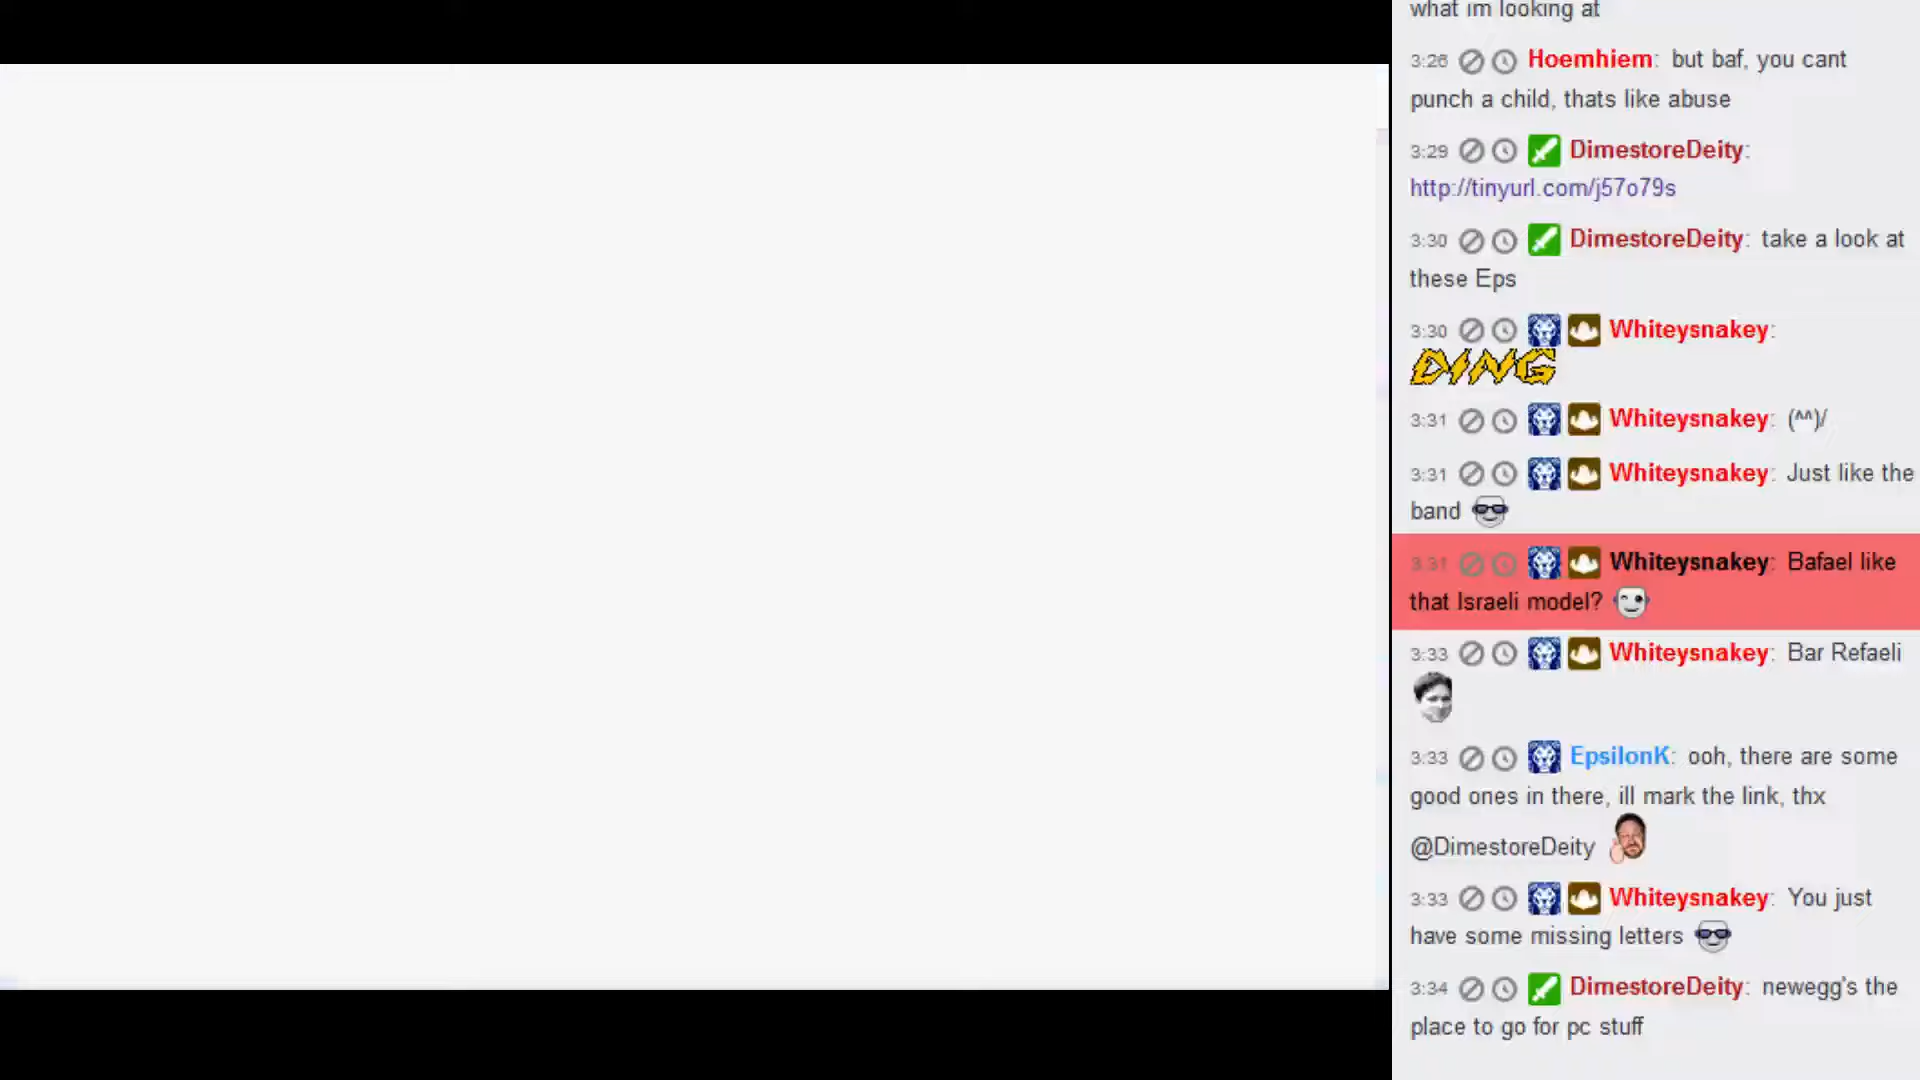 what im looking at
3:26 Hoemhiem: but baf, you cant
punch a child, thats like abuse
3:29 DimestoreDeity:
http://tinyurl.com/j57o79s
3:30 DimestoreDeity: take a look at
these Eps
3:30 Whiteysnakey:
DING
3:31 Whiteysnakey: (^^)/
3:31 Whiteysnakey: Just like the
band
3:31 Whiteysnakey: Bafael like
that Israeli model?
3:33 Whiteysnakey: Bar Refaeli
3:33 EpsilonK: ooh, there are some
good ones in there, ill mark the link, thx
@DimestoreDeity
3:33 Whiteysnakey: You just
have some missing letters
3:34 DimestoreDeity: newegg's the
place to go for pc stuff